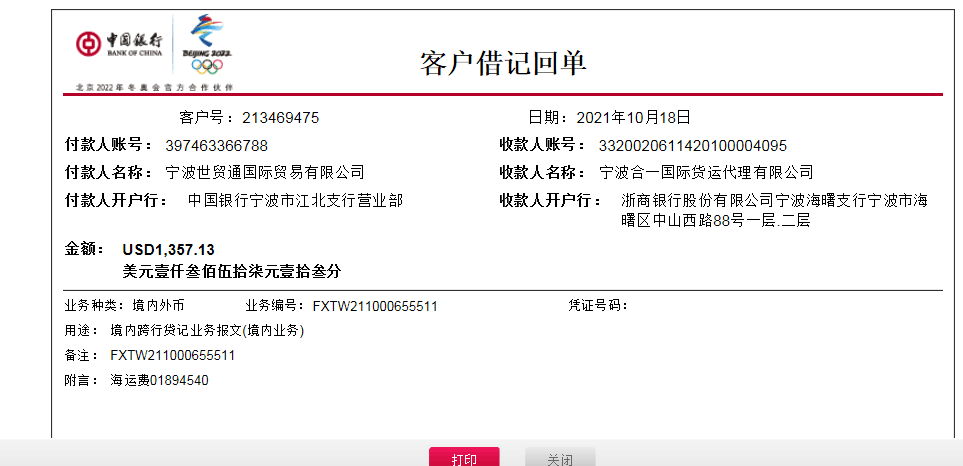 中国银行
BANK OF CHINA
BEIJING 2022
北京2022年冬奥会官方合作伙伴
客户借记回单
客户号：213469475 日期：2021年10月18日
付款人账号：397463366788 收款人账号：3320020611420100004095
付款人名称：宁波世贸通国际贸易有限公司 收款人名称：宁波合一国际货运代理有限公司
付款人开户行：中国银行宁波市江北支行营业部 收款人开户行：浙商银行股份有限公司宁波海曙支行宁波市海
曙区中山西路88号一层.二层
金额：USD1,357.13
美元壹仟叁佰伍拾柒元壹拾叁分
业务种类：境内外币 业务编号：FXTW211000655511 凭证号码：
用途：境内跨行贷记业务报文(境内业务)
备注：FXTW211000655511
附言：海运费01894540
打印 关闭